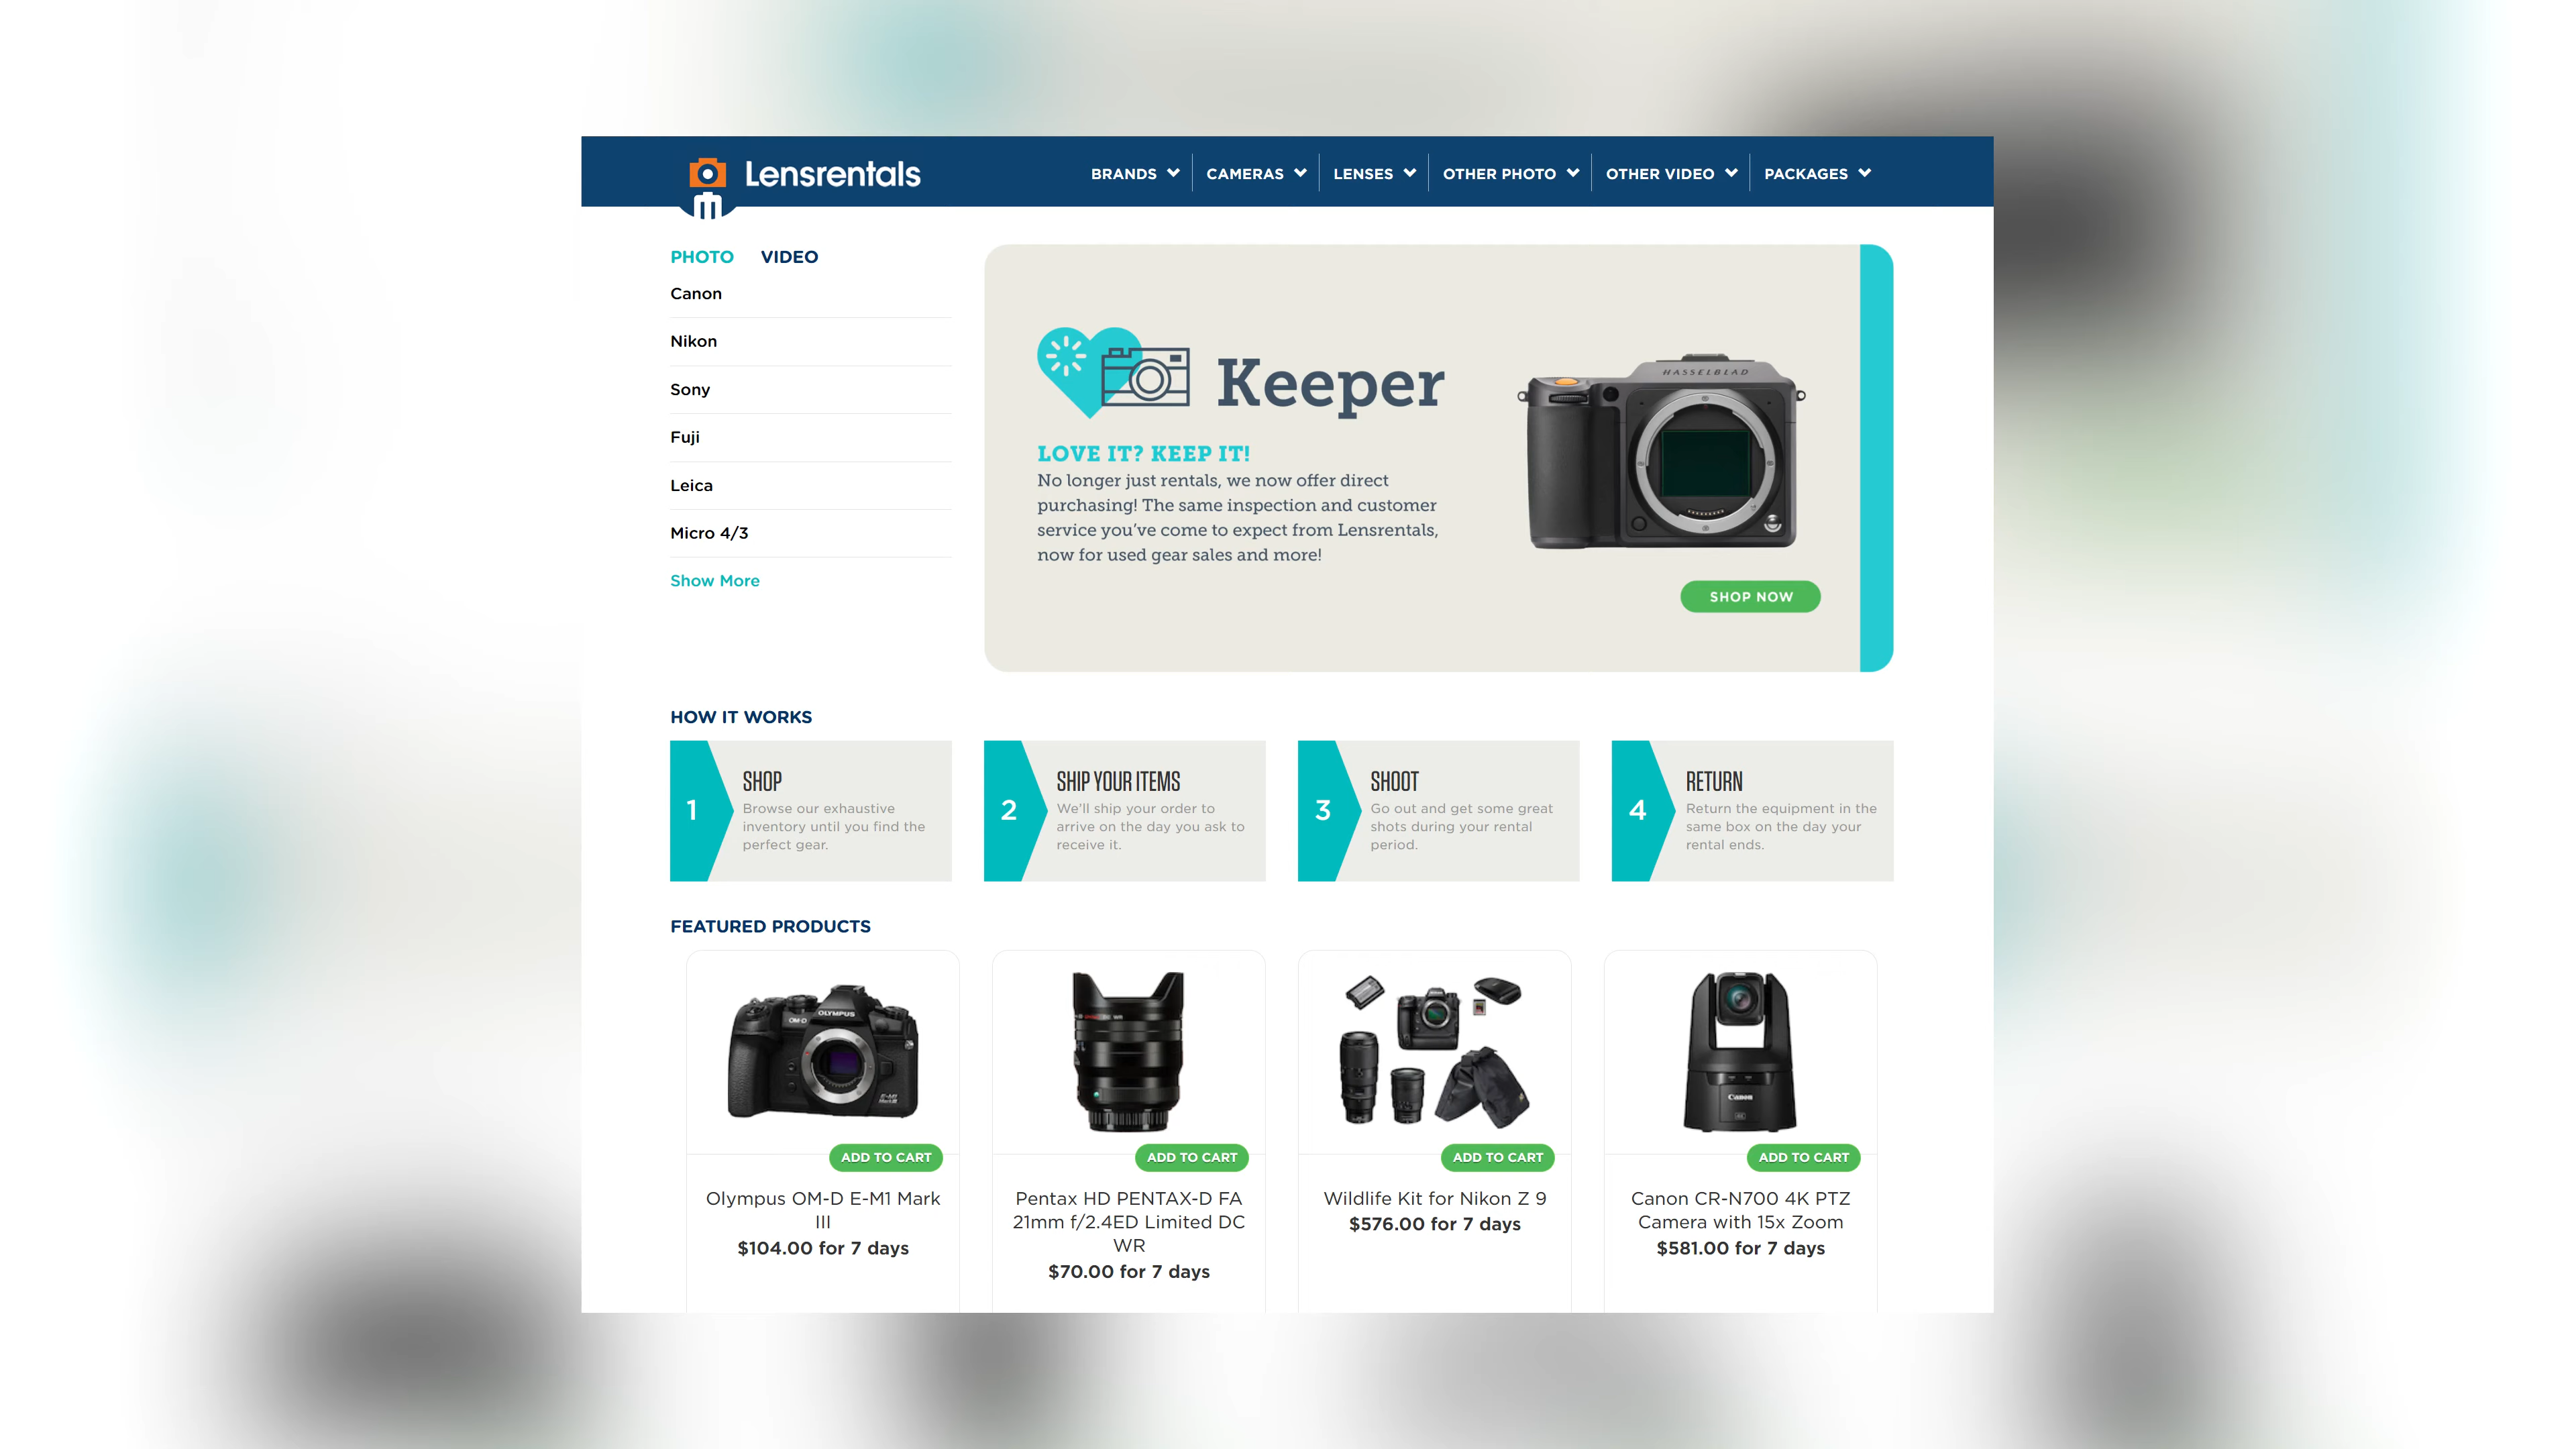 Lensrentals
BRANDS
CAMERAS
LENSES
OTHER PHOTO
OTHER VIDEO
PACKAGES
PHOTO VIDEO
Canon
Nikon
Sony
Fuji
Leica
Micro 4/3
Show More
Keeper
LOVE IT? KEEP IT!
No longer just rentals, we now offer direct
purchasing! The same inspection and customer
service you've come to expect from Lensrentals,
now for used gear sales and more!
HASSELBLAD
SHOP NOW
HOW IT WORKS
1
SHOP
Browse our exhaustive
inventory until you find the
perfect gear.
2
SHIP YOUR ITEMS
We'll ship your order to
arrive on the day you ask to
receive it.
3
SHOOT
Go out and get some great
shots during your rental
period.
4
RETURN
Return the equipment in the
same box on the day your
rental ends.
FEATURED PRODUCTS
OM-D
OLYMPUS
E-M1
Mark III
ADD TO CART
Olympus OM-D E-M1 Mark
III
$104.00 for 7 days
ADD TO CART
Pentax HD PENTAX-D FA
21mm f/2.4ED Limited DC
WR
$70.00 for 7 days
ADD TO CART
Wildlife Kit for Nikon Z 9
$576.00 for 7 days
Canon
ADD TO CART
Canon CR-N700 4K PTZ
Camera with 15x Zoom
$581.00 for 7 days